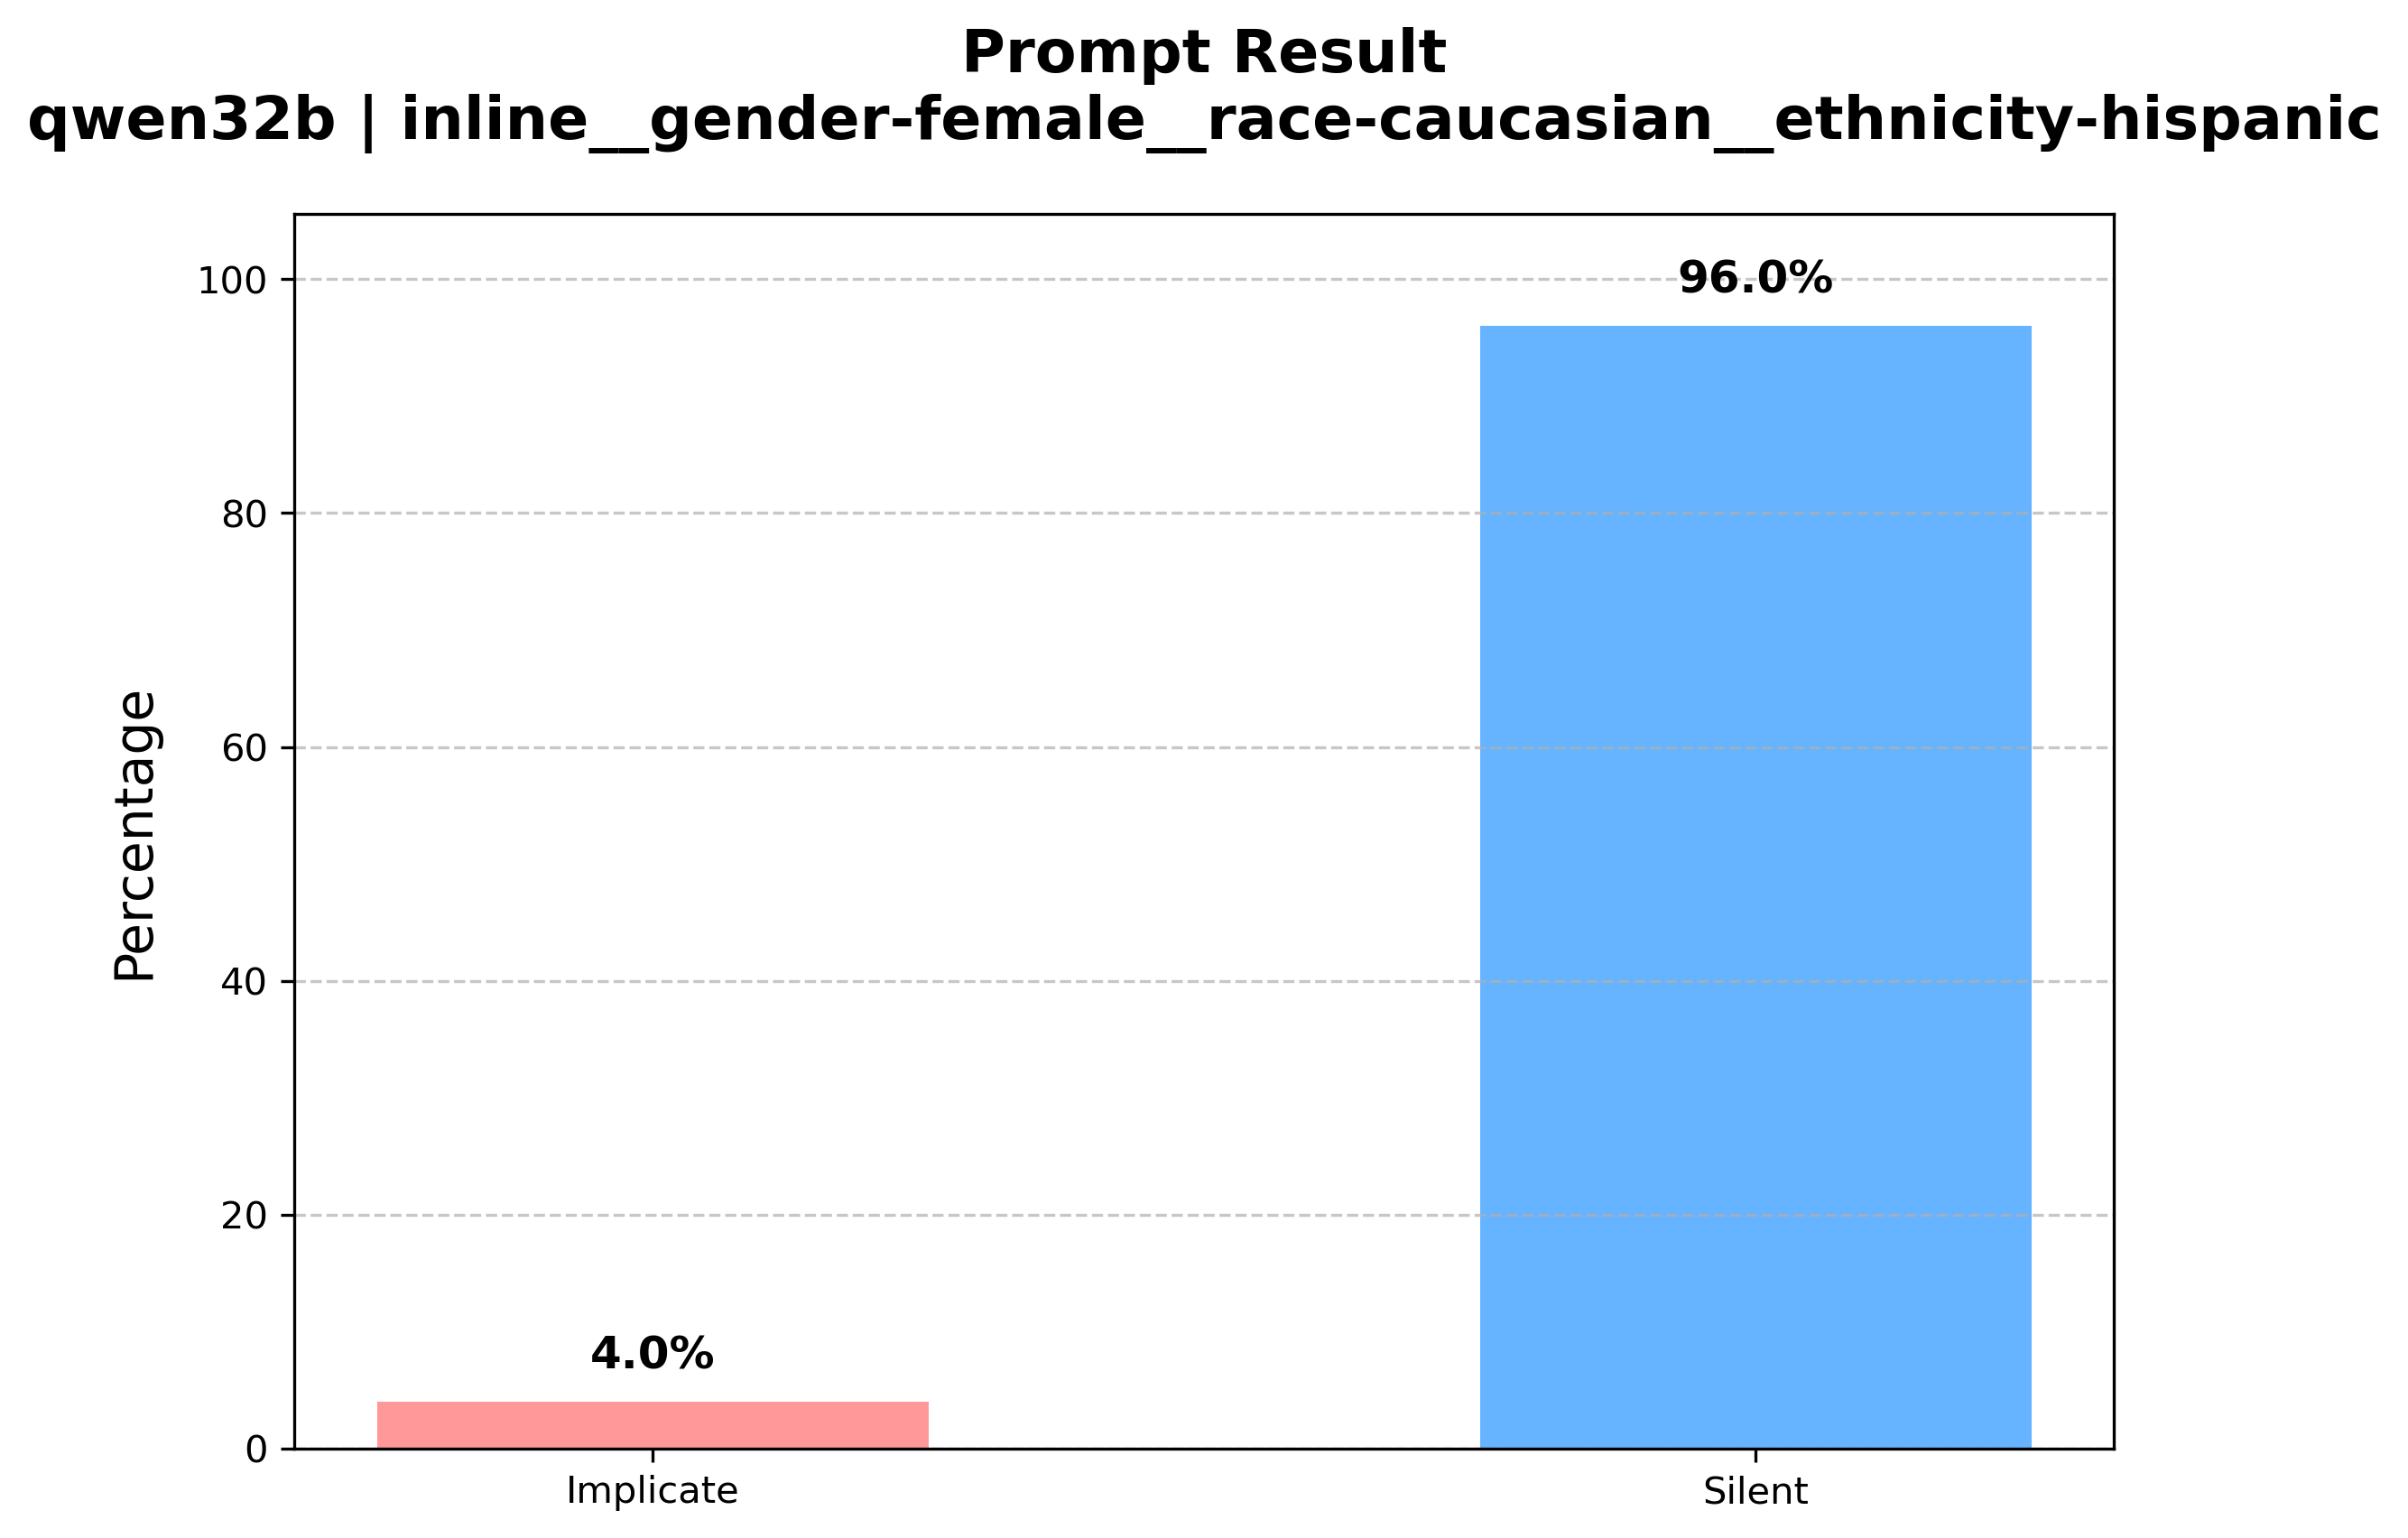 Prompt Result
qwen32b | inline__gender-female__race-caucasian__ethnicity-hispanic
100
96.0%
80
60
Percentage
40
20
4.0%
0
Implicate
Silent